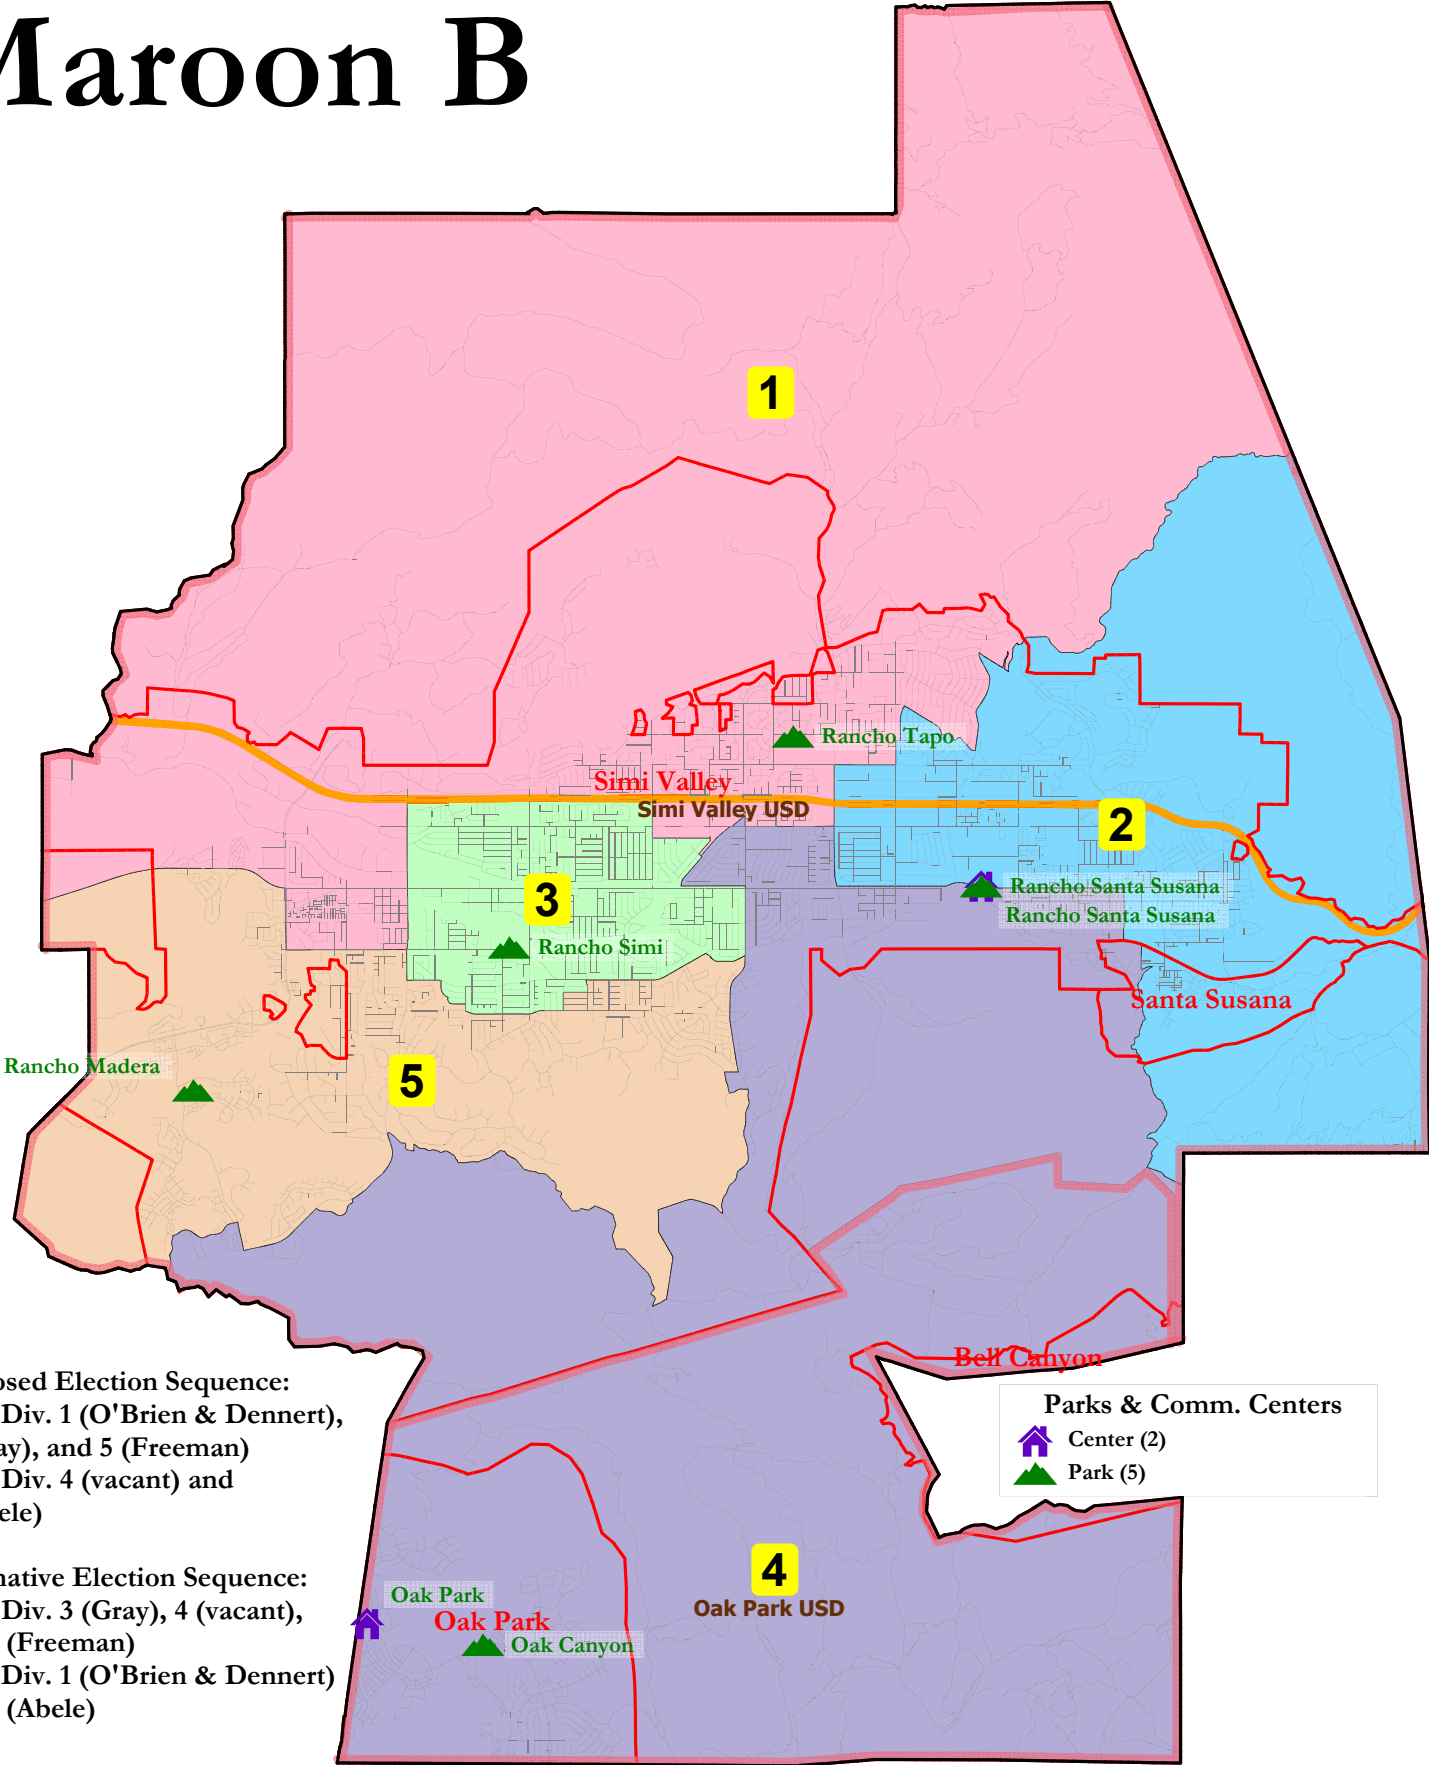 Maroon B
1
Rancho Tapo
Simi Valley
Simi Valley USD
2
3
Rancho Santa Susana
Rancho Santa Susana
Rancho Simi
Santa Susana
Rancho Madera
5
Bell Canyon
osed Election Sequence:
Div. 1 (O'Brien & Dennert),
ay), and 5 (Freeman)
Div. 4 (vacant) and
ele)
Parks & Comm. Centers
Center (2)
Park (5)
native Election Sequence:
Div. 3 (Gray), 4 (vacant),
(Freeman)
Div. 1 (O'Brien & Dennert)
(Abele)
4
Oak Park USD
Oak Park
Oak Park
Oak Canyon